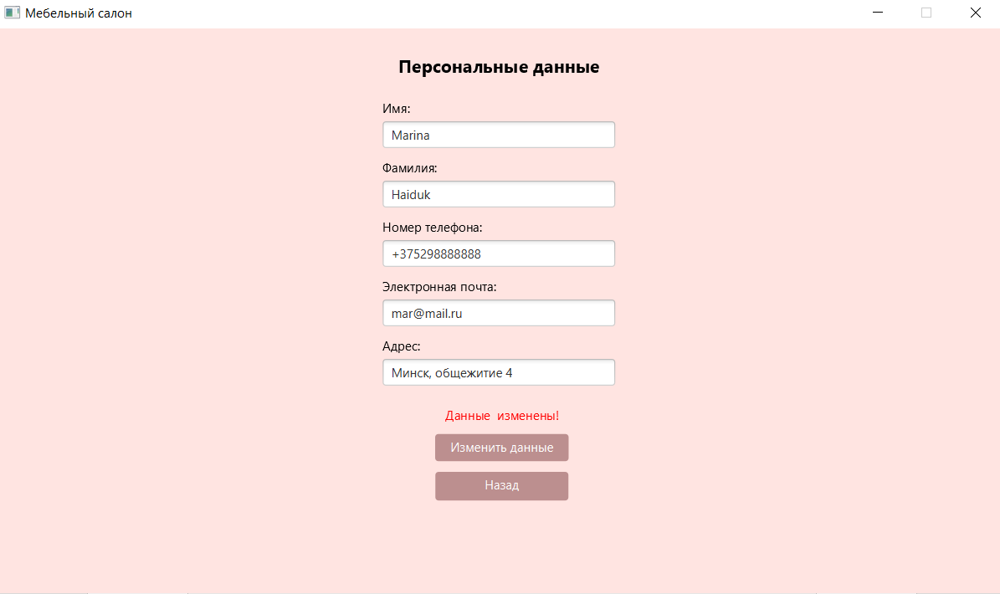 Мебельный салон
Персональные данные
Имя:
Marina
Фамилия:
Haiduk
Номер телефона:
+375298888888
Электронная почта:
mar@mail.ru
Адрес:
Минск, общежитие 4
Данные  изменены!
Изменить данные
Назад